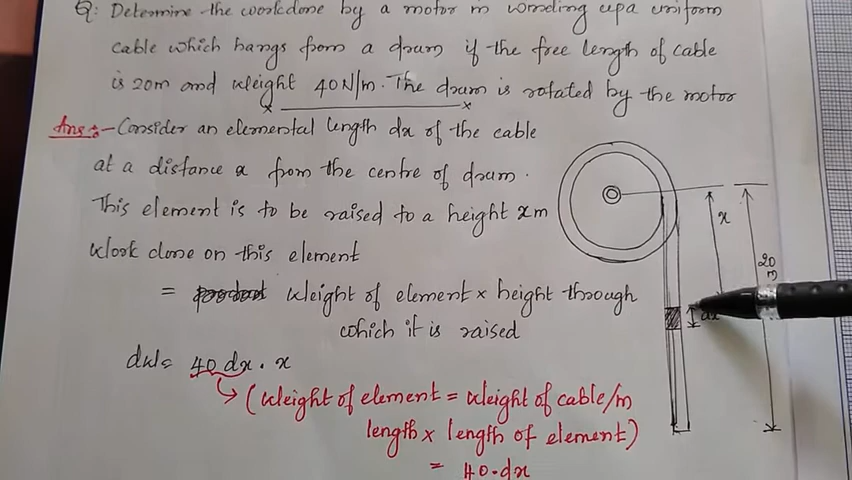 Q: Determine the workdone by a motor in winding up a uniform
cable which hangs from a drum if the free length of cable
is 20m and weight 40N/m. The drum is rotated by the motor
x x
Ans:- Consider an elemental length dx of the cable
at a distance x from the centre of drum.
This element is to be raised to a height x m
Work done on this element
= weight of element x height through
which it is raised
dw = 40 dx . x
(weight of element = weight of cable/m
length x length of element)
= 40.dx
x
20
m
dx